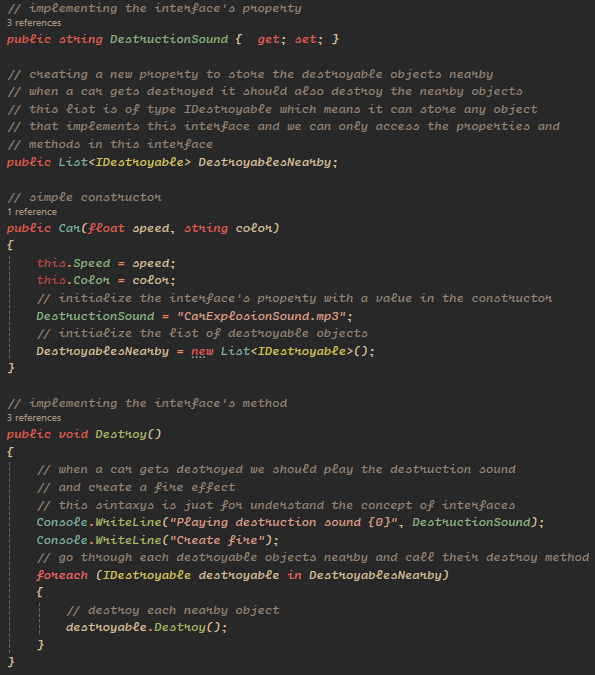 // implementing the interface's property
3 references
public string DestructionSound {  get; set; }
// creating a new property to store the destroyable objects nearby
// when a car gets destroyed it should also destroy the nearby objects
// this list is of type IDestroyable which means it can store any object
// that implements this interface and we can only access the properties and
// methods in this interface
public List<IDestroyable> DestroyablesNearby;
// simple constructor
1 reference
public Car(float speed, string color)
{
    this.Speed = speed;
    this.Color = color;
    // initialize the interface's property with a value in the constructor
    DestructionSound = "CarExplosionSound.mp3";
    // initialize the list of destroyable objects
    DestroyablesNearby = new List<IDestroyable>();
}
// implementing the interface's method
3 references
public void Destroy()
{
    // when a car gets destroyed we should play the destruction sound
    // and create a fire effect
    // this sintaxys is just for understand the concept of interfaces
    Console.WriteLine("Playing destruction sound {0}", DestructionSound);
    Console.WriteLine("Create fire");
    // go through each destroyable objects nearby and call their destroy method
    foreach (IDestroyable destroyable in DestroyablesNearby)
    {
        // destroy each nearby object
        destroyable.Destroy();
    }
}